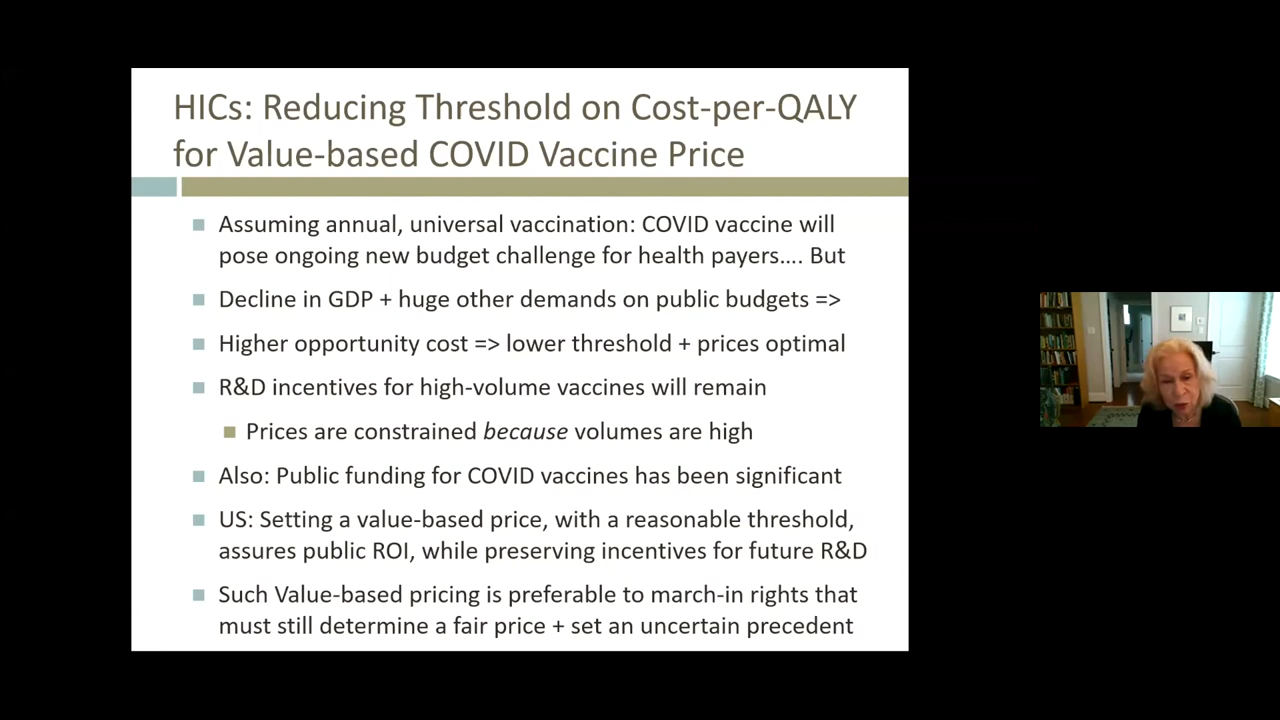 HICs: Reducing Threshold on Cost-per-QALY
for Value-based COVID Vaccine Price
Assuming annual, universal vaccination: COVID vaccine will
pose ongoing new budget challenge for health payers…. But
Decline in GDP + huge other demands on public budgets =>
Higher opportunity cost => lower threshold + prices optimal
R&D incentives for high-volume vaccines will remain
Prices are constrained because volumes are high
Also: Public funding for COVID vaccines has been significant
US: Setting a value-based price, with a reasonable threshold,
assures public ROI, while preserving incentives for future R&D
Such Value-based pricing is preferable to march-in rights that
must still determine a fair price + set an uncertain precedent